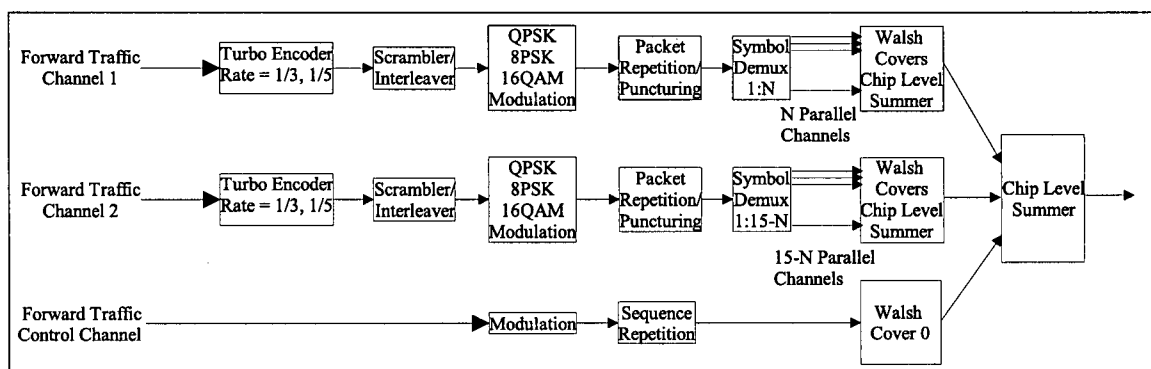 Forward Traffic
Channel 1
Turbo Encoder
Rate = 1/3, 1/5
Scrambler/
Interleaver
QPSK
8PSK
16QAM
Modulation
Packet
Repetition/
Puncturing
Symbol
Demux
1:N
N Parallel
Channels
Walsh
Covers
Chip Level
Summer
Forward Traffic
Channel 2
Turbo Encoder
Rate = 1/3, 1/5
Scrambler/
Interleaver
QPSK
8PSK
16QAM
Modulation
Packet
Repetition/
Puncturing
Symbol
Demux
1:15-N
15-N Parallel
Channels
Walsh
Covers
Chip Level
Summer
Chip Level
Summer
Forward Traffic
Control Channel
Modulation
Sequence
Repetition
Walsh
Cover 0